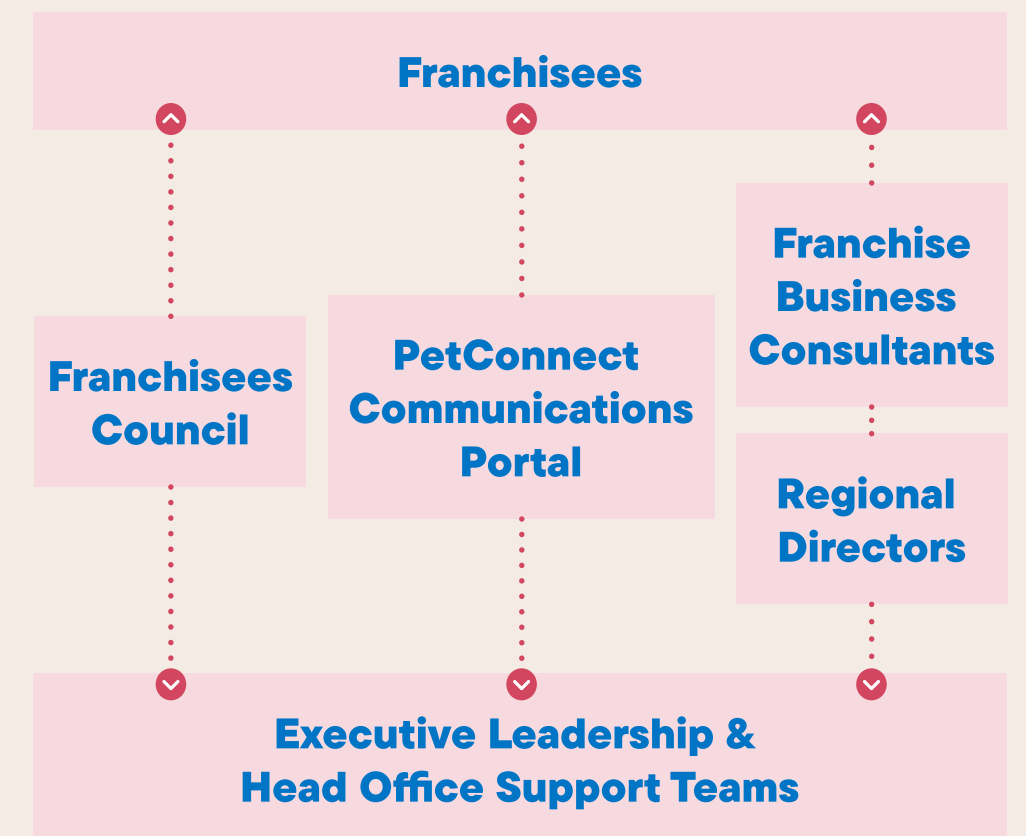 Franchisees
Franchisees
Council
PetConnect
Communications
Portal
Franchise
Business
Consultants
Regional
Directors
Executive Leadership &
Head Office Support Teams